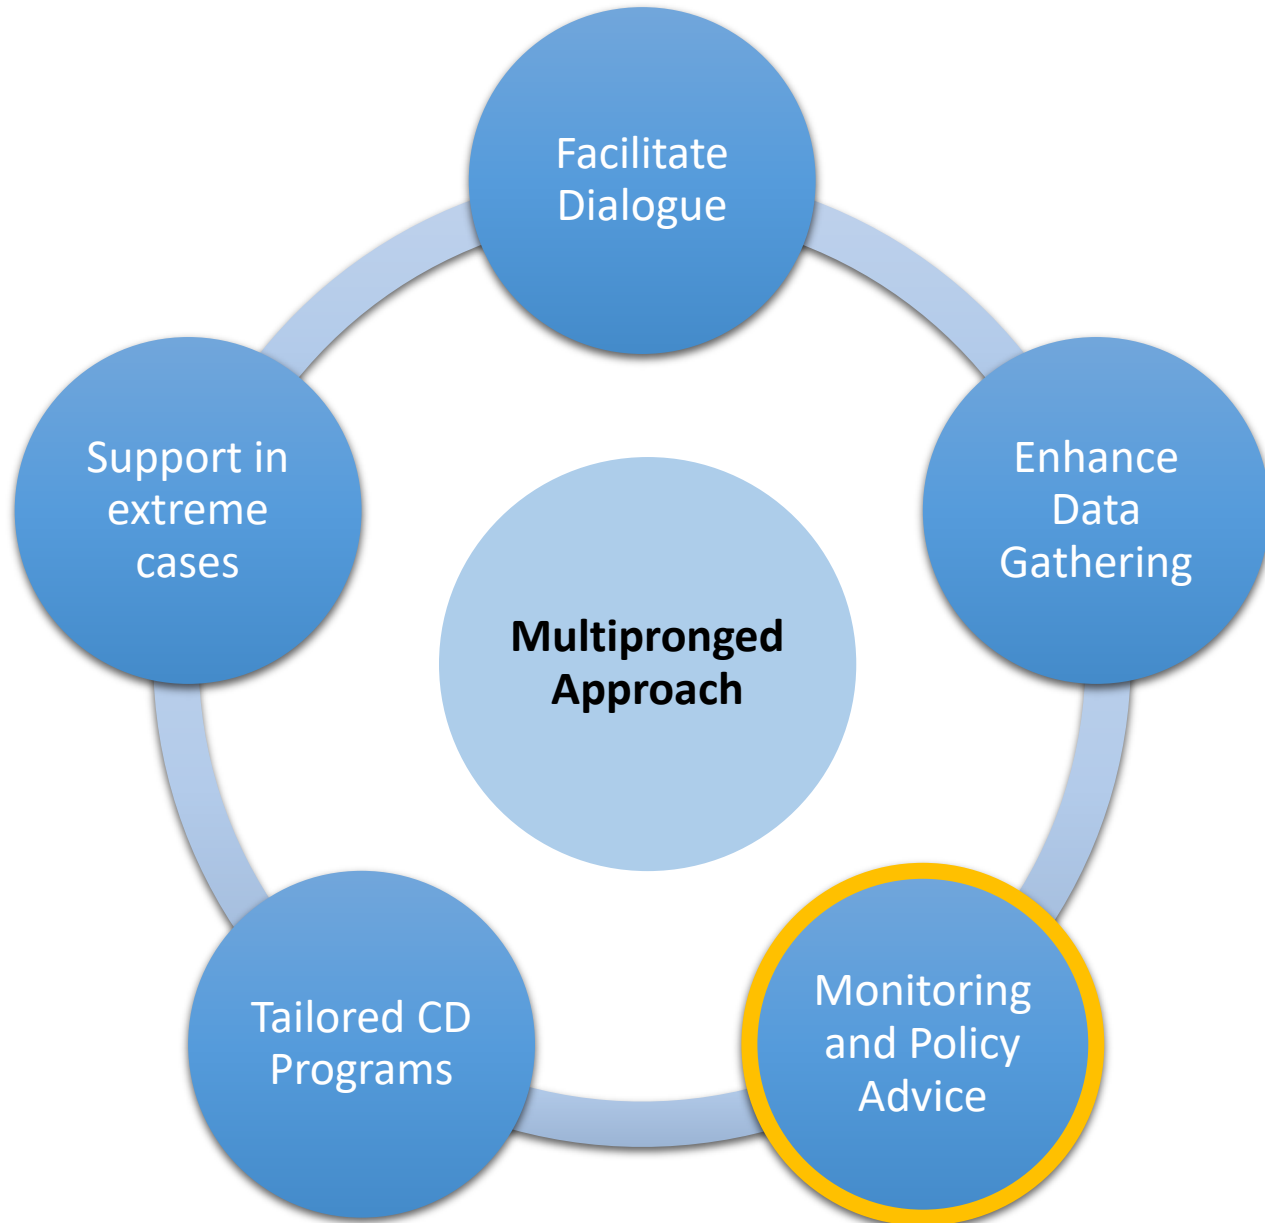 Facilitate
Dialogue
Enhance
Data
Gathering
Monitoring
and Policy
Advice
Tailored CD
Programs
Support in
extreme
cases
Multipronged
Approach